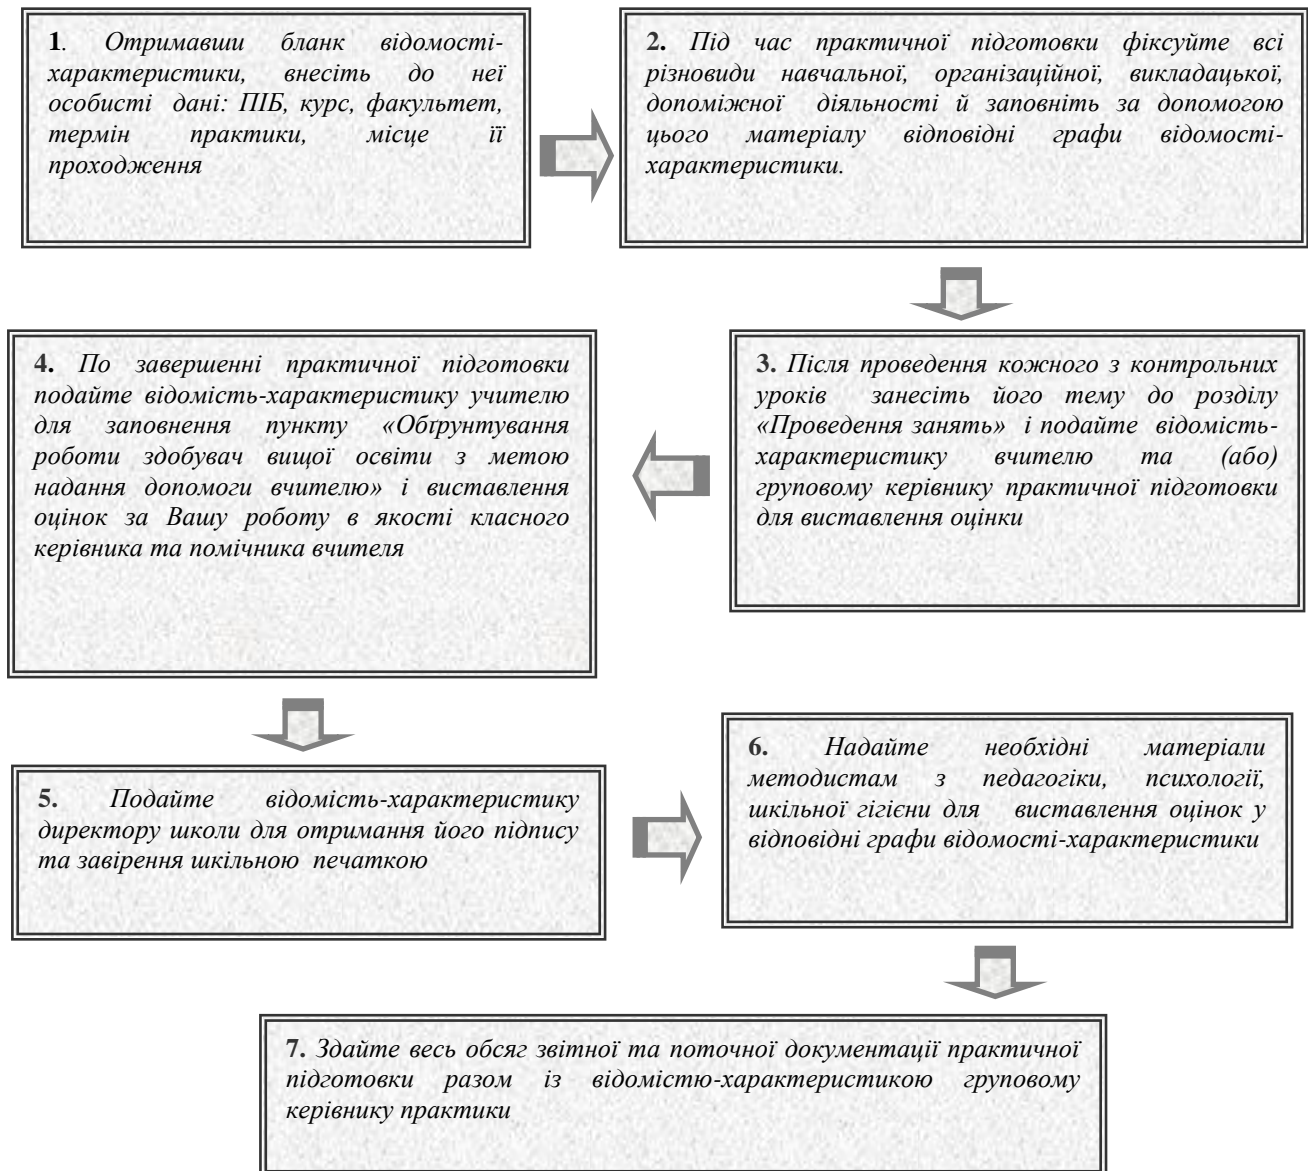 1. Отримавши бланк відомості-
характеристики, внесіть до неї
особисті дані: ПІБ, курс, факультет,
термін практики, місце її
проходження
2. Під час практичної підготовки фіксуйте всі
різновиди навчальної, організаційної, викладацької,
допоміжної діяльності й заповніть за допомогою
цього матеріалу відповідні графи відомості-
характеристики.
3. Після проведення кожного з контрольних
уроків занесіть його тему до розділу
«Проведення занять» і подайте відомість-
характеристику вчителю та (або)
груповому керівнику практичної підготовки
для виставлення оцінки
4. По завершенні практичної підготовки
подайте відомість-характеристику учителю
для заповнення пункту «Обґрунтування
роботи здобувач вищої освіти з метою
надання допомоги вчителю» і виставлення
оцінок за Вашу роботу в якості класного
керівника та помічника вчителя
5. Подайте відомість-характеристику
директору школи для отримання його підпису
та завірення шкільною печаткою
6. Надайте необхідні матеріали
методистам з педагогіки, психології,
шкільної гігієни для виставлення оцінок у
відповідні графи відомості-характеристики
7. Здайте весь обсяг звітної та поточної документації практичної
підготовки разом із відомістю-характеристикою груповому
керівнику практики